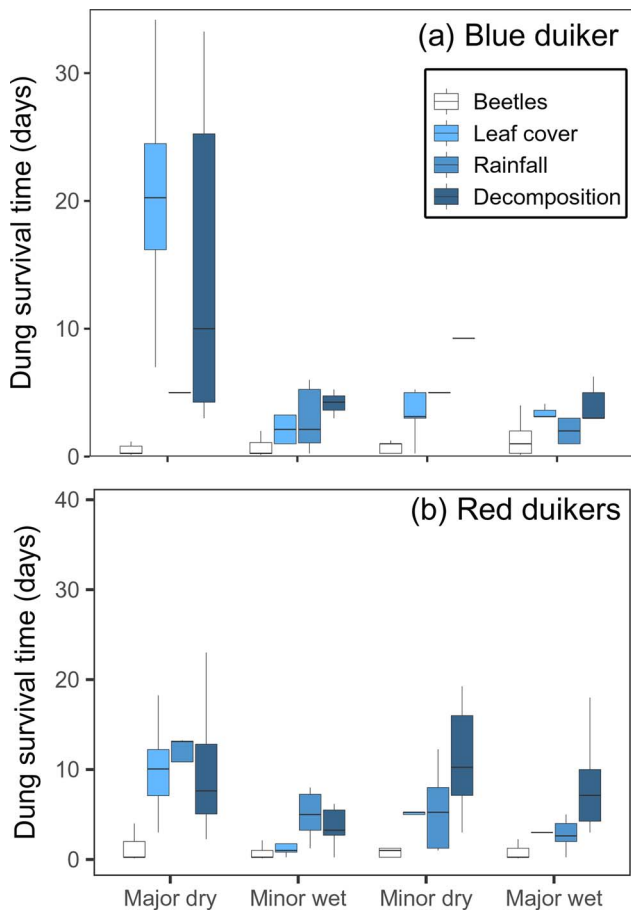 (a) Blue duiker
Beetles
Leaf cover
Rainfall
Decomposition
Dung survival time (days)
30
20
10
0
(b) Red duikers
Dung survival time (days)
40
30
20
10
0
Major dry Minor wet Minor dry Major wet